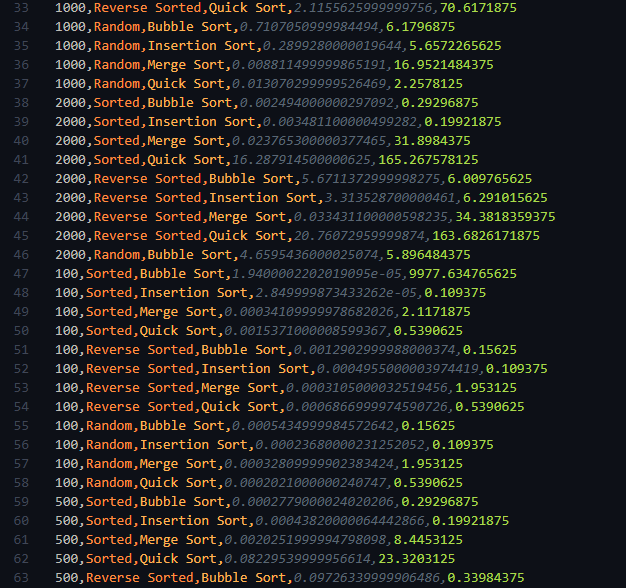 33 1000,Reverse Sorted,Quick Sort,2.1155625999999756,70.6171875
34 1000,Random,Bubble Sort,0.7107050999984494,6.1796875
35 1000,Random,Insertion Sort,0.2899280000019644,5.6572265625
36 1000,Random,Merge Sort,0.008811499999865191,16.9521484375
37 1000,Random,Quick Sort,0.013070299999526469,2.2578125
38 2000,Sorted,Bubble Sort,0.002494000000297092,0.29296875
39 2000,Sorted,Insertion Sort,0.003481100000499282,0.19921875
40 2000,Sorted,Merge Sort,0.023765300000377465,31.8984375
41 2000,Sorted,Quick Sort,16.287914500000625,165.267578125
42 2000,Reverse Sorted,Bubble Sort,5.6711372999998275,6.009765625
43 2000,Reverse Sorted,Insertion Sort,3.313528700000461,6.291015625
44 2000,Reverse Sorted,Merge Sort,0.033431100000598235,34.3818359375
45 2000,Reverse Sorted,Quick Sort,20.76072959999874,163.6826171875
46 2000,Random,Bubble Sort,4.6595436000025074,5.896484375
47 100,Sorted,Bubble Sort,1.9400002202019095e-05,9977.634765625
48 100,Sorted,Insertion Sort,2.849999873433262e-05,0.109375
49 100,Sorted,Merge Sort,0.00034109999978682026,2.1171875
50 100,Sorted,Quick Sort,0.0015371000008599367,0.5390625
51 100,Reverse Sorted,Bubble Sort,0.0012902999988000374,0.15625
52 100,Reverse Sorted,Insertion Sort,0.0004955000003974419,0.109375
53 100,Reverse Sorted,Merge Sort,0.0003105000032519456,1.953125
54 100,Reverse Sorted,Quick Sort,0.0006866999974590726,0.5390625
55 100,Random,Bubble Sort,0.0005434999984572642,0.15625
56 100,Random,Insertion Sort,0.00023680000231252052,0.109375
57 100,Random,Merge Sort,0.00032809999902383424,1.953125
58 100,Random,Quick Sort,0.0002021000000240747,0.5390625
59 500,Sorted,Bubble Sort,0.0002779000024020206,0.29296875
60 500,Sorted,Insertion Sort,0.00043820000064442866,0.19921875
61 500,Sorted,Merge Sort,0.0020251999994798098,8.4453125
62 500,Sorted,Quick Sort,0.08229539999956614,23.3203125
63 500,Reverse Sorted,Bubble Sort,0.09726339999906486,0.33984375